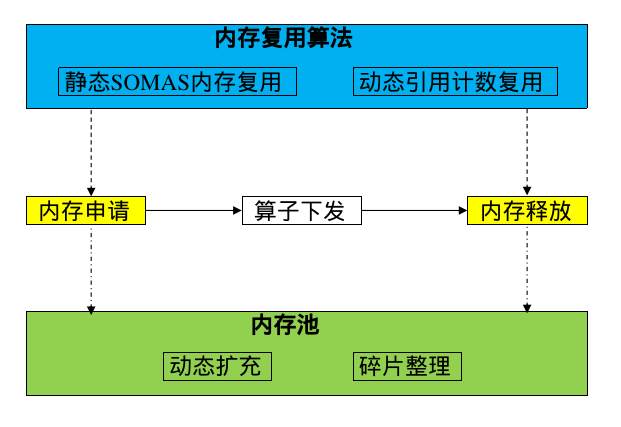 内存复用算法
静态SOMAS内存复用
动态引用计数复用
内存申请
算子下发
内存释放
内存池
动态扩充
碎片整理